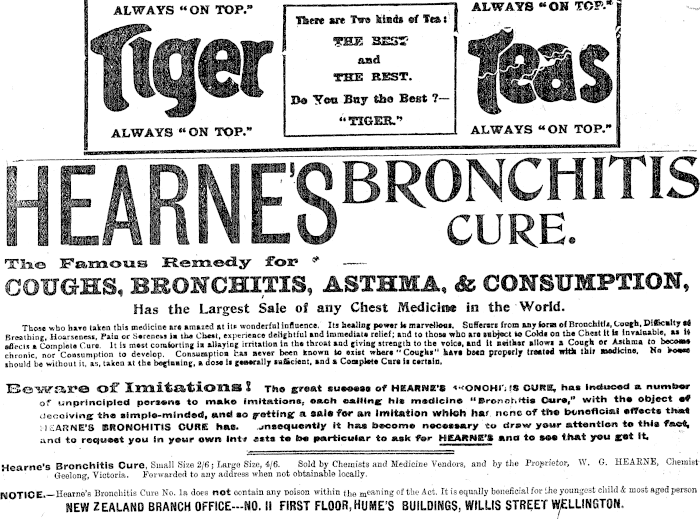 ALWAYS "ON TOP."
Tiger
ALWAYS "ON TOP."
There are Two kinds of Tea:
THE BEST
and
THE REST.
Do You Buy the Best?—
"TIGER."
ALWAYS "ON TOP."
Teas
ALWAYS "ON TOP."
HEARNE'S BRONCHITIS
CURE.
The Famous Remedy for
COUGHS, BRONCHITIS, ASTHMA, & CONSUMPTION,
Has the Largest Sale of any Chest Medicine in the World.
Those who have taken this medicine are amazed at its wonderful influence. Its healing power is marvellous. Sufferers from any form of Bronchitis, Cough, Difficulty of
Breathing, Hoarseness, Pain or Soreness in the Chest, experience delightful and immediate relief; and to those who are subject to Colds on the Chest it is invaluable, as it
effects a Complete Cure. It is most comforting in allaying irritation in the throat and giving strength to the voice, and it neither allows a Cough or Asthma to become
chronic, nor Consumption to develop. Consumption has never been known to exist where "Coughs" have been properly treated with this medicine. No house
should be without it, as, taken at the beginning, a dose is generally sufficient, and a Complete Cure is certain.
Beware of Imitations! The great success of HEARNE'S CURE, has induced a number
of unprincipled persons to make imitations, each calling his medicine "Bronchitis Cure," with the object of
deceiving the simple-minded, and so getting a sale for an imitation which has none of the beneficial effects that
HEARNE'S BRONCHITIS CURE has. it has become necessary to draw your attention to this fact,
and to request you in your own to be particular to ask for HEARNE'S and to see that you get it.
Hearne's Bronchitis Cure, Small Size 2/6; Large Size, 4/6. Sold by Chemists and Medicine Vendors, and by the Proprietor, W. G. HEARNE, Chemist
Geelong, Victoria. Forwarded to any address when not obtainable locally.
NOTICE.—Hearne's Bronchitis Cure No. 1a does not contain any poison within the meaning of the Act. It is equally beneficial for the youngest child & most aged person
NEW ZEALAND BRANCH OFFICE---NO. 11 FIRST FLOOR, HUME'S BUILDINGS, WILLIS STREET WELLINGTON.